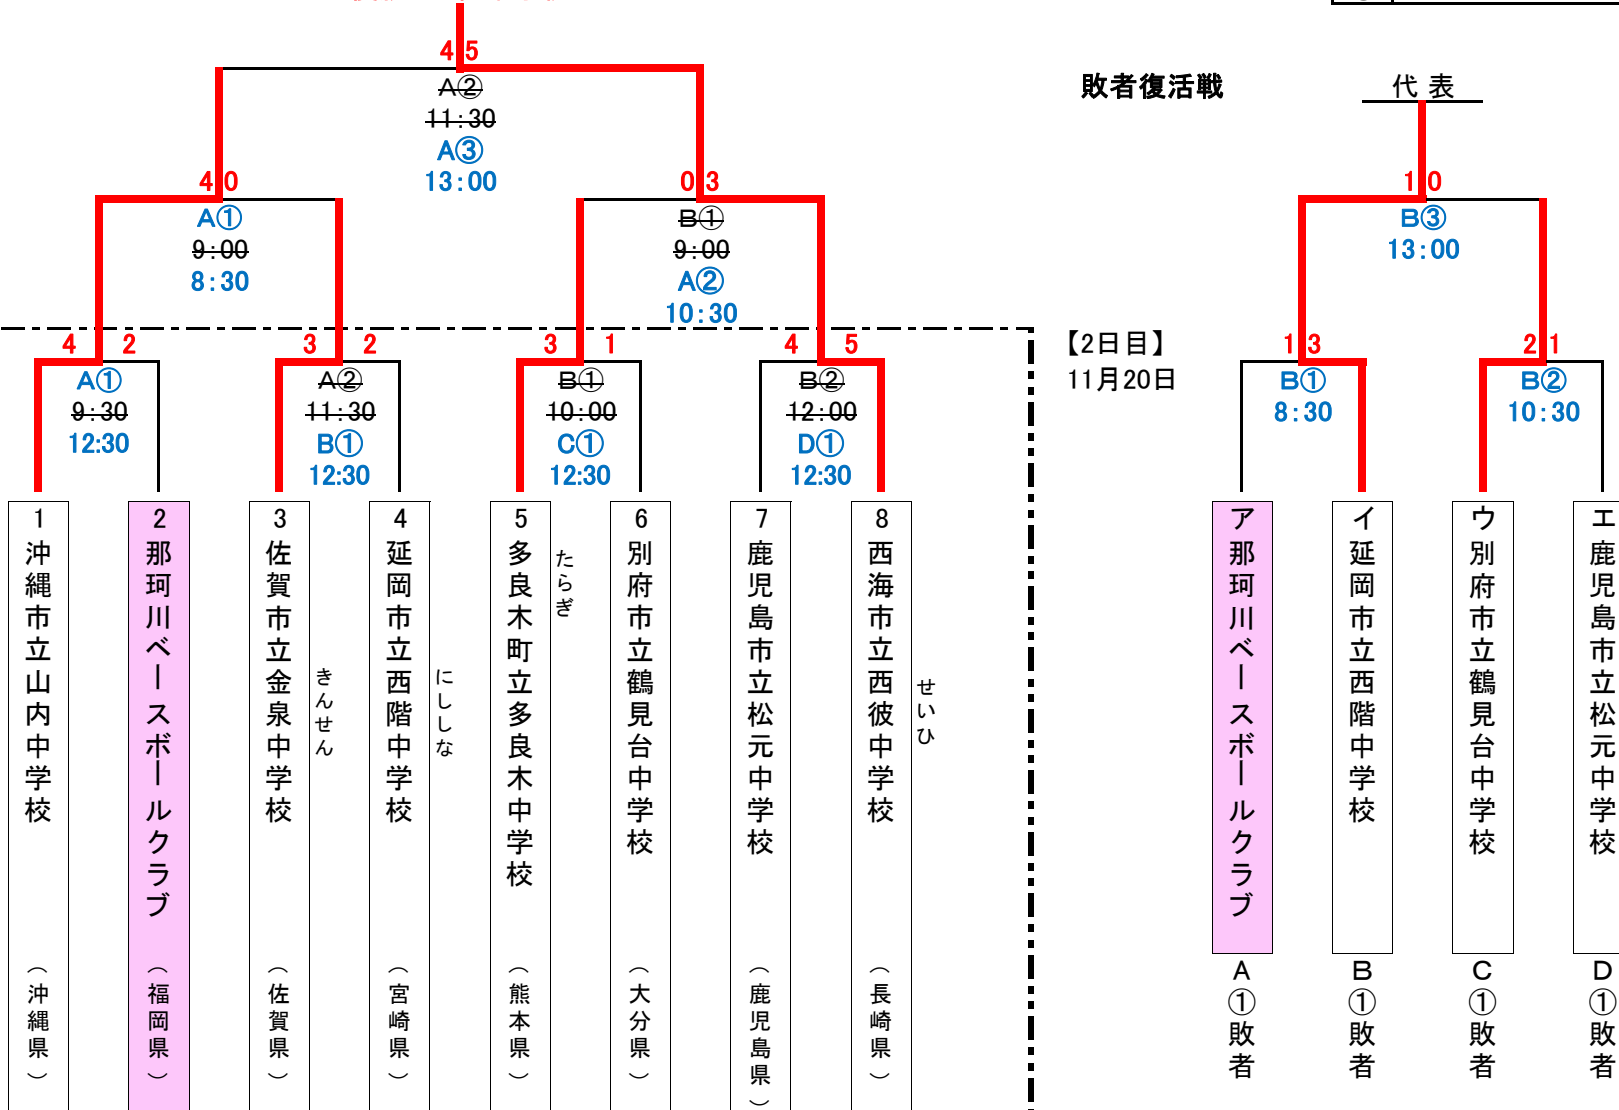 4 5
A②
11:30
A③
13:00
敗者復活戦
代 表
4 0
A①
9:00
8:30
0 3
B①
9:00
A②
10:30
1 0
B③
13:00
4 2
A①
9:30
12:30
3 2
A②
11:30
B①
12:30
3 1
B①
10:00
C①
12:30
4 5
B②
12:00
D①
12:30
【2日目】
11月20日
1 3
B①
8:30
2 1
B②
10:30
1
沖縄市立山内中学校
(沖縄県)
2
那珂川ベースボールクラブ
(福岡県)
3
佐賀市立金泉中学校
きんせん
(佐賀県)
4
延岡市立西階中学校
にししな
(宮崎県)
5
多良木町立多良木中学校
たらぎ
(熊本県)
6
別府市立鶴見台中学校
(大分県)
7
鹿児島市立松元中学校
(鹿児島県)
8
西海市立西彼中学校
せいひ
(長崎県)
ア
那珂川ベースボールクラブ
A①敗者
イ
延岡市立西階中学校
B①敗者
ウ
別府市立鶴見台中学校
C①敗者
エ
鹿児島市立松元中学校
D①敗者